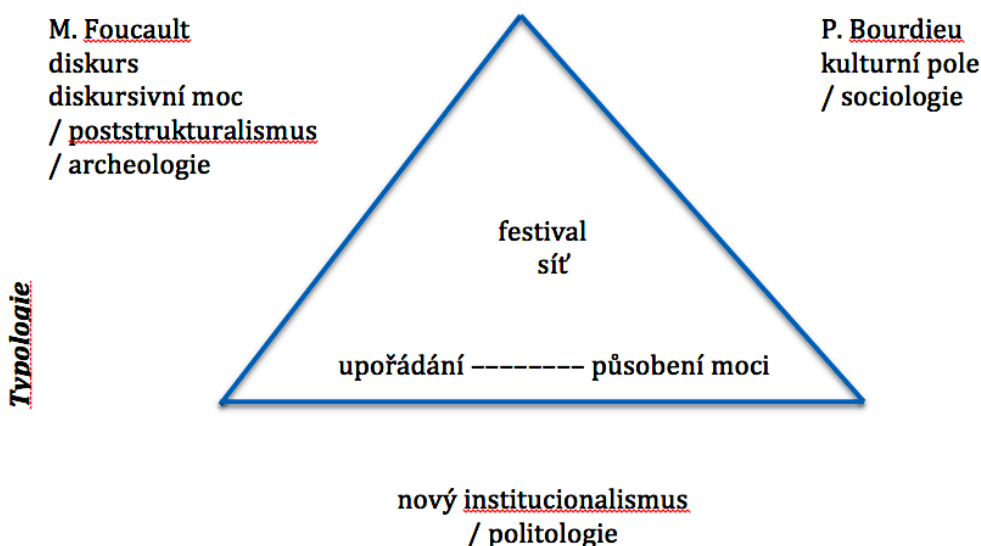 M. Foucault
diskurs
diskursivní moc
/ poststrukturalismus
/ archeologie
P. Bourdieu
kulturní pole
/ sociologie
festival
síť
Typologie
upořádání –––––––– působení moci
nový institucionalismus
/ politologie